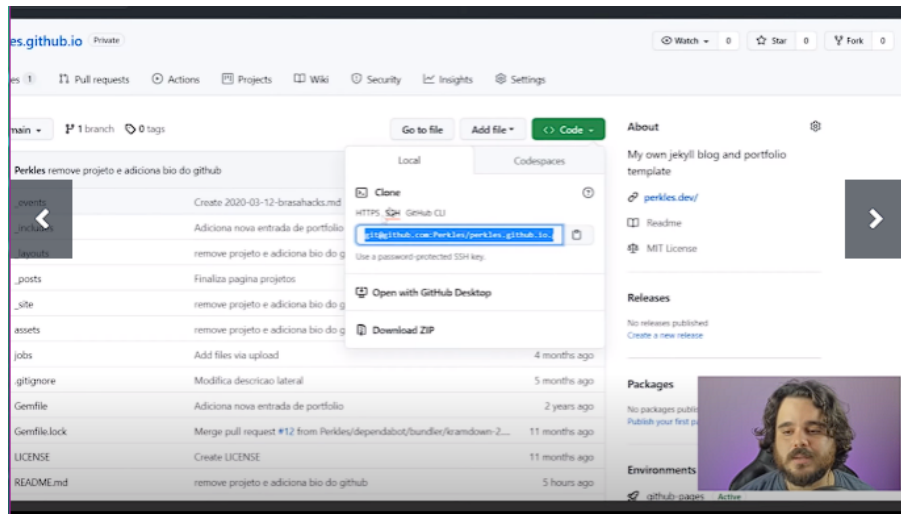 es.github.io Private
Watch 0 Star 0 Fork 0
es 1 Pull requests Actions Projects Wiki Security Insights Settings
main 1 branch 0 tags Go to file Add file Code
Perkles remove projeto e adiciona bio do github
_events Create 2020-03-12-brasahacks.md
_includes Adiciona nova entrada de portfolio
_layouts remove projeto e adiciona bio do g
_posts Finaliza pagina projetos
_site remove projeto e adiciona bio do g
assets remove projeto e adiciona bio do g
jobs Add files via upload 4 months ago
.gitignore Modifica descricao lateral 5 months ago
Gemfile Adiciona nova entrada de portfolio 2 years ago
Gemfile.lock Merge pull request #12 from Perkles/dependabot/bundler/kramdown-2.... 11 months ago
LICENSE Create LICENSE 11 months ago
README.md remove projeto e adiciona bio do github 5 hours ago
Local Codespaces
Clone
HTTPS SSH GitHub CLI
git@github.com:Perkles/perkles.github.io.
Use a password-protected SSH key.
Open with GitHub Desktop
Download ZIP
About
My own jekyll blog and portfolio
template
perkles.dev/
Readme
MIT License
Releases
No releases published
Create a new release
Packages
No packages publis
Publish your first pa
Environments
github-pages Active